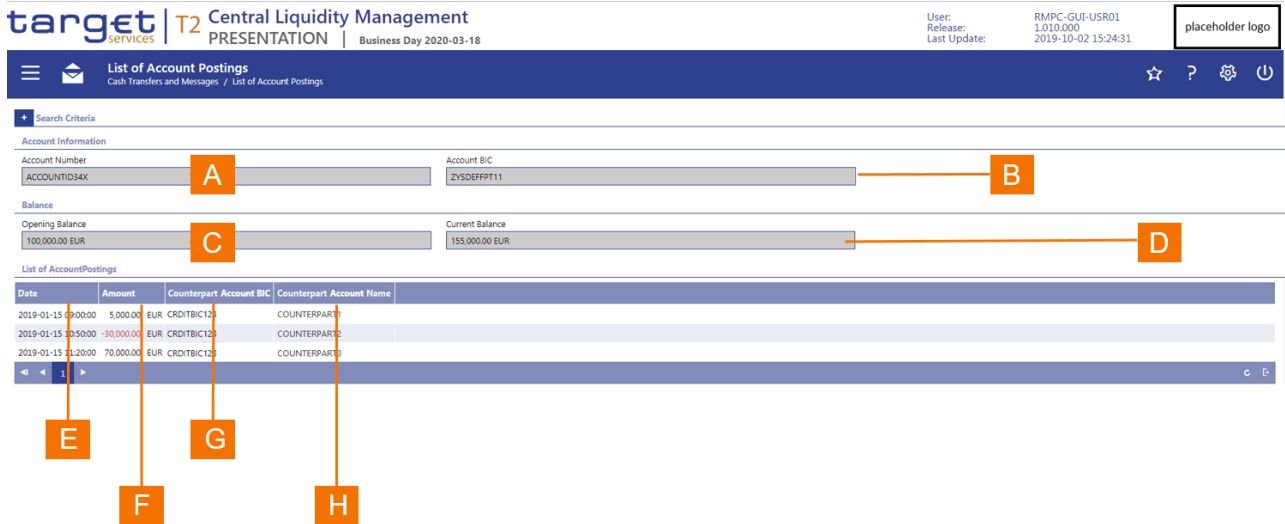 target services T2 Central Liquidity Management
PRESENTATION | Business Day 2020-03-18
User: RMPC-GUI-USR01
Release: 1.010.000
Last Update: 2019-10-02 15:24:31
placeholder logo
List of Account Postings
Cash Transfers and Messages / List of Account Postings
?
+ Search Criteria
Account Information
Account Number Account BIC
ACCOUNTID34X A ZYSDEFFPT11 B
Balance
Opening Balance Current Balance
100,000.00 EUR C 155,000.00 EUR D
List of AccountPostings
Date Amount Counterpart Account BIC Counterpart Account Name
2019-01-15 09:00:00 5,000.00 EUR CRDITBIC123 COUNTERPART1
2019-01-15 10:50:00 -30,000.00 EUR CRDITBIC123 COUNTERPART2
2019-01-15 11:20:00 70,000.00 EUR CRDITBIC123 COUNTERPART3
1
E G
F H